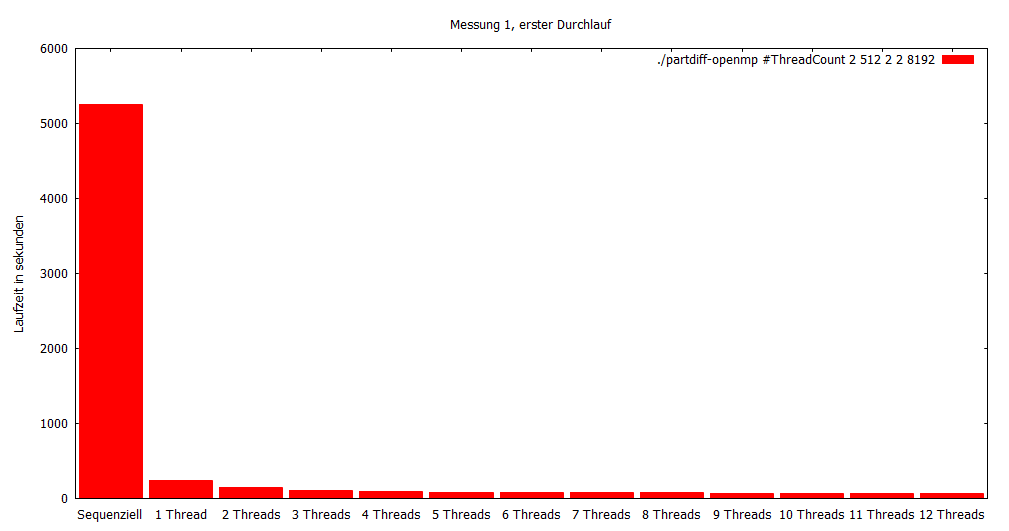 Messung 1, erster Durchlauf
./partdiff-openmp #ThreadCount 2 512 2 2 8192
Laufzeit in sekunden
6000
5000
4000
3000
2000
1000
0
Sequenziell 1 Thread 2 Threads 3 Threads 4 Threads 5 Threads 6 Threads 7 Threads 8 Threads 9 Threads 10 Threads 11 Threads 12 Threads